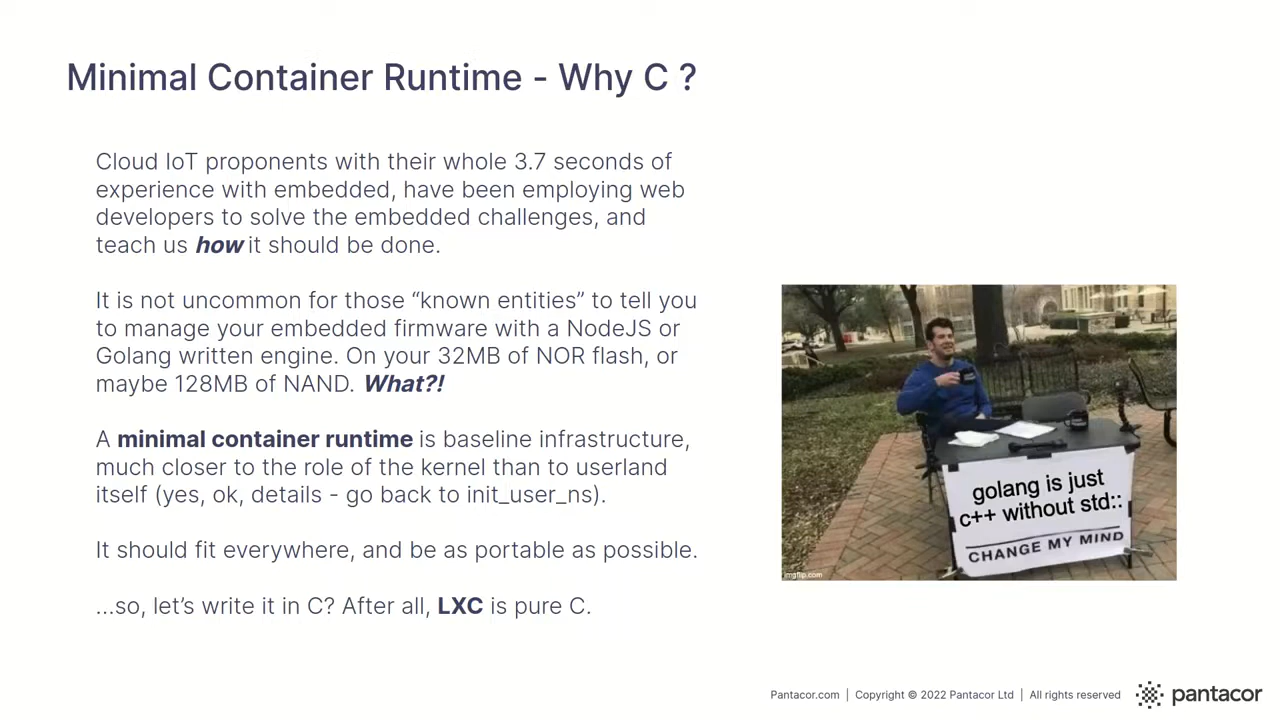 Minimal Container Runtime - Why C ?
Cloud IoT proponents with their whole 3.7 seconds of
experience with embedded, have been employing web
developers to solve the embedded challenges, and
teach us how it should be done.
It is not uncommon for those “known entities” to tell you
to manage your embedded firmware with a NodeJS or
Golang written engine. On your 32MB of NOR flash, or
maybe 128MB of NAND. What?!
A minimal container runtime is baseline infrastructure,
much closer to the role of the kernel than to userland
itself (yes, ok, details - go back to init_user_ns).
It should fit everywhere, and be as portable as possible.
...so, let’s write it in C? After all, LXC is pure C.
golang is just
c++ without std::
CHANGE MY MIND
imgflip.com
Pantacor.com | Copyright © 2022 Pantacor Ltd | All rights reserved
pantacor